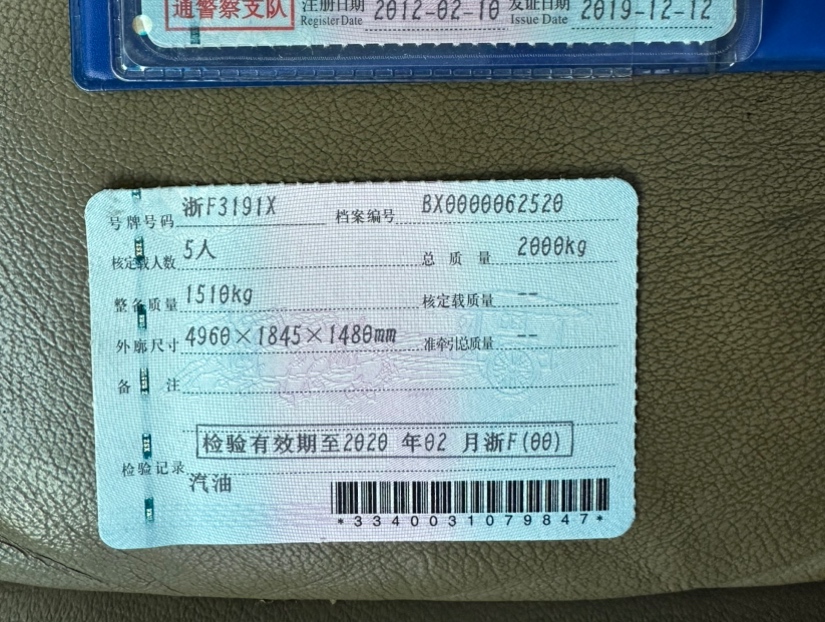 通警察支队 注册日期 2012-02-10 发证日期 2019-12-12
Register Date Issue Date
号牌号码 浙F3191X 档案编号 BX0000062520
核定载人数 5人 总质量 2000kg
整备质量 1510kg 核定载质量 --
外廓尺寸 4960×1845×1480mm 准牵引总质量 --
备注
检验有效期至2020 年02 月浙F(00)
检验记录
汽油
*3340031079847*